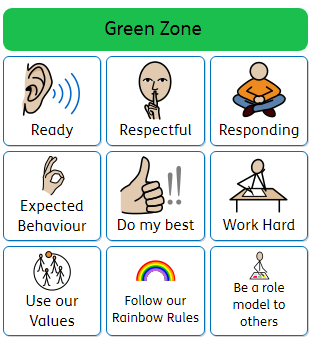 Green Zone
Ready
Respectful
Responding
Expected
Behaviour
Do my best
Work Hard
Use our
Values
Follow our
Rainbow Rules
Be a role
model to
others